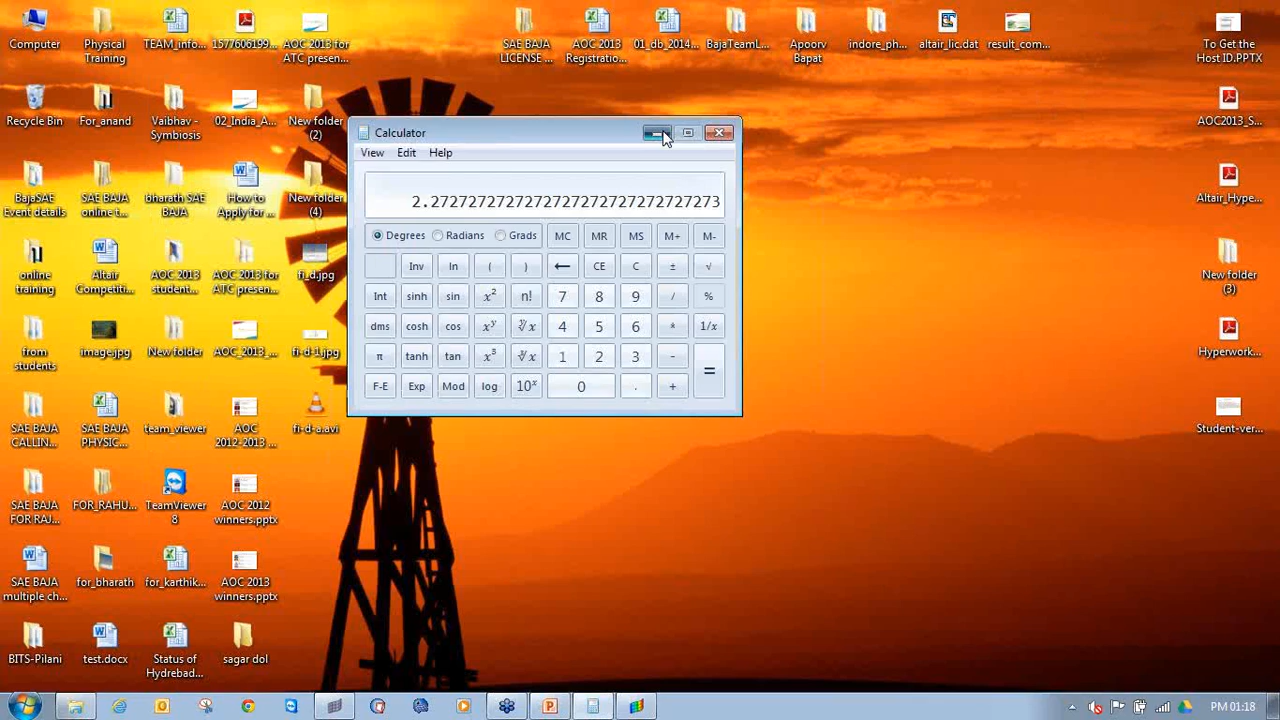 Computer
Physical
Training
TEAM_info...
1577606199...
AOC 2013 for
ATC presen...
SAE BAJA
LICENSE ...
AOC 2013
Registratio...
01_db_2014...
BajaTeamL...
Apoorv
Bapat
indore_ph...
altair_lic.dat
result_com...
To Get the
Host ID.PPTX
Recycle Bin
For_anand
Vaibhav -
Symbiosis
02_India_A...
New folder
(2)
AOC2013_S...
Calculator
View Edit Help
2.2727272727272727272727272727273
Degrees Radians Grads MC MR MS M+ M-
Inv ln ( ) ← CE C ± √
Int sinh sin x² n! 7 8 9 / %
dms cosh cos xʸ ʸ√x 4 5 6 * 1/x
π tanh tan x³ ³√x 1 2 3 - =
F-E Exp Mod log 10ˣ 0 . +
BajaSAE
Event details
SAE BAJA
online t...
bharath SAE
BAJA
How to
Apply for ...
New folder
(4)
Altair_Hype...
online
training
Altair
Competiti...
AOC 2013
student...
AOC 2013 for
ATC presen...
fi_d.jpg
New folder
(3)
from
students
image.jpg
New folder
AOC_2013_...
fi-d-1.jpg
Hyperwork...
SAE BAJA
CALLIN...
SAE BAJA
PHYSIC...
team_viewer
AOC
2012-2013 ...
fi-d-a.avi
Student-ver...
SAE BAJA
FOR RAJ...
FOR_RAHU...
TeamViewer
8
AOC 2012
winners.pptx
SAE BAJA
multiple ch...
for_bharath
for_karthik...
AOC 2013
winners.pptx
BITS-Pilani
test.docx
Status of
Hydrebad...
sagar dol
PM 01:18